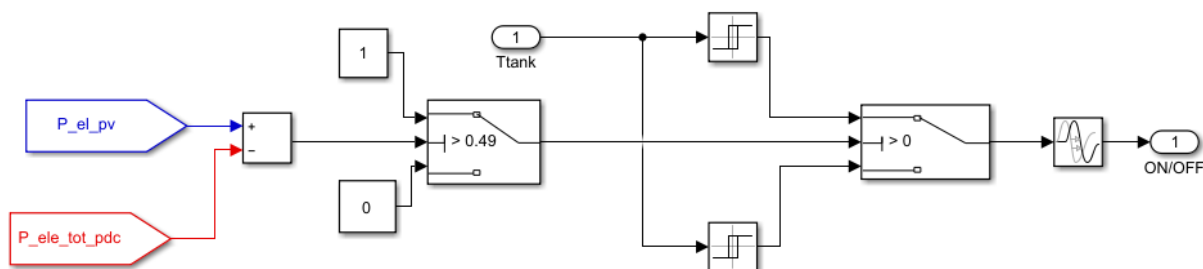 1
Ttank
1
P_el_pv
+
−
> 0.49
> 0
1
ON/OFF
0
P_ele_tot_pdc